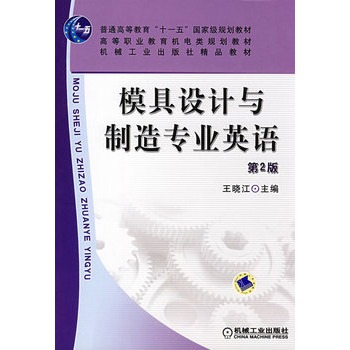 十一五
普通高等教育“十一五”国家级规划教材
高等职业教育机电类规划教材
机械工业出版社精品教材
MOJU SHEJI YU ZHIZAO ZHUANYE YINGYU
模具设计与
制造专业英语
第2版
王晓江⊙主编
机械工业出版社
CHINA MACHINE PRESS